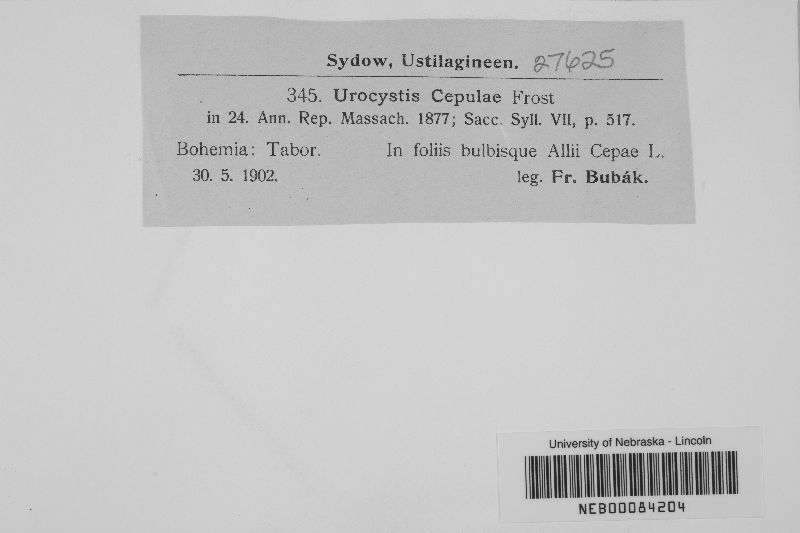 Sydow, Ustilagineen. 27625
345. Urocystis Cepulae Frost
in 24. Ann. Rep. Massach. 1877; Sacc. Syll. VII, p. 517.
Bohemia: Tabor. In foliis bulbisque Allii Cepae L.
30. 5. 1902. leg. Fr. Bubák.
University of Nebraska - Lincoln
NEB00084204